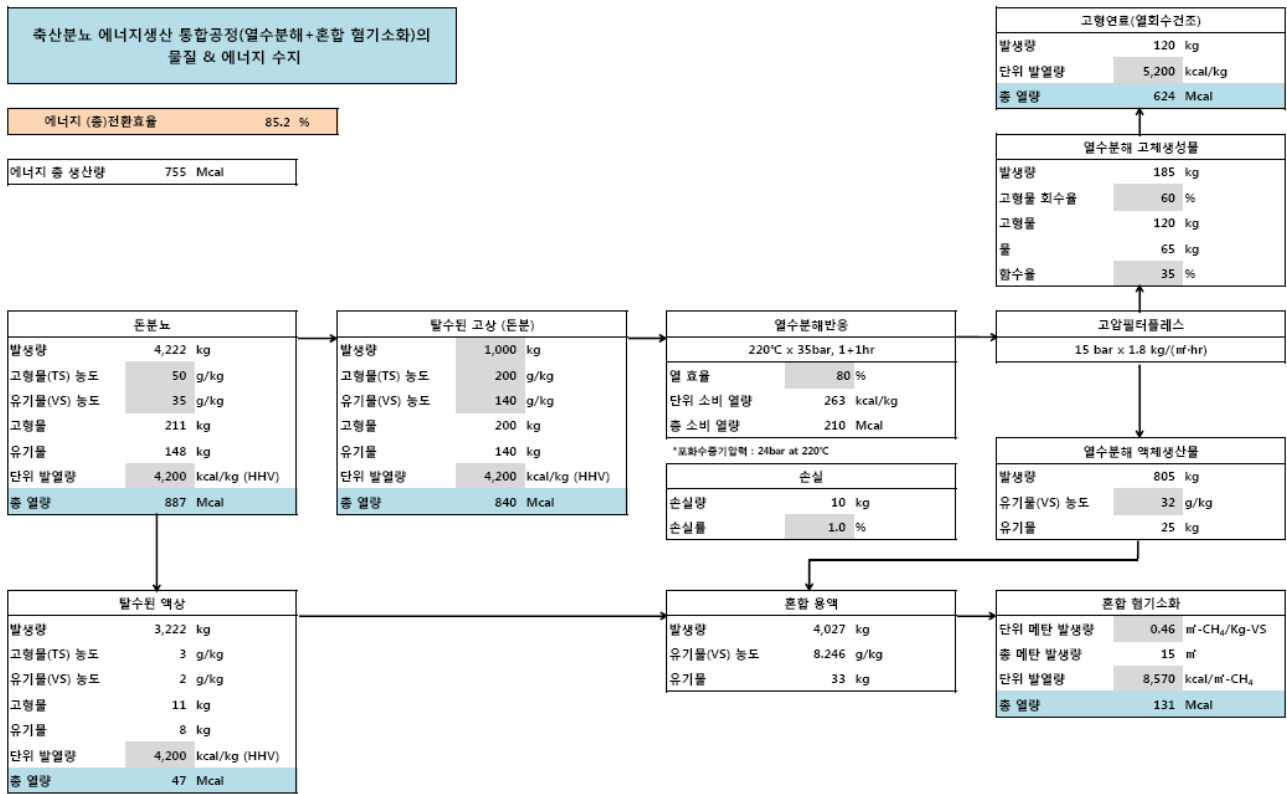 축산분뇨 에너지생산 통합공정(열수분해+혼합 혐기소화)의
물질 & 에너지 수지
에너지 (총)전환효율 85.2 %
에너지 총 생산량 755 Mcal
고형연료(열회수건조)
발생량 120 kg
단위 발열량 5,200 kcal/kg
총 열량 624 Mcal
열수분해 고체생성물
발생량 185 kg
고형물 회수율 60 %
고형물 120 kg
물 65 kg
함수율 35 %
돈분뇨
발생량 4,222 kg
고형물(TS) 농도 50 g/kg
유기물(VS) 농도 35 g/kg
고형물 211 kg
유기물 148 kg
단위 발열량 4,200 kcal/kg (HHV)
총 열량 887 Mcal
탈수된 고상 (돈분)
발생량 1,000 kg
고형물(TS) 농도 200 g/kg
유기물(VS) 농도 140 g/kg
고형물 200 kg
유기물 140 kg
단위 발열량 4,200 kcal/kg (HHV)
총 열량 840 Mcal
열수분해반응
220℃ x 35bar, 1+1hr
열 효율 80 %
단위 소비 열량 263 kcal/kg
총 소비 열량 210 Mcal
*포화수증기압력 : 24bar at 220℃
손실
손실량 10 kg
손실률 1.0 %
고압필터플레스
15 bar x 1.8 kg/(㎡·hr)
열수분해 액체생산물
발생량 805 kg
유기물(VS) 농도 32 g/kg
유기물 25 kg
탈수된 액상
발생량 3,222 kg
고형물(TS) 농도 3 g/kg
유기물(VS) 농도 2 g/kg
고형물 11 kg
유기물 8 kg
단위 발열량 4,200 kcal/kg (HHV)
총 열량 47 Mcal
혼합 용액
발생량 4,027 kg
유기물(VS) 농도 8.246 g/kg
유기물 33 kg
혼합 혐기소화
단위 메탄 발생량 0.46 ㎥-CH₄/Kg-VS
총 메탄 발생량 15 ㎥
단위 발열량 8,570 kcal/㎥-CH₄
총 열량 131 Mcal